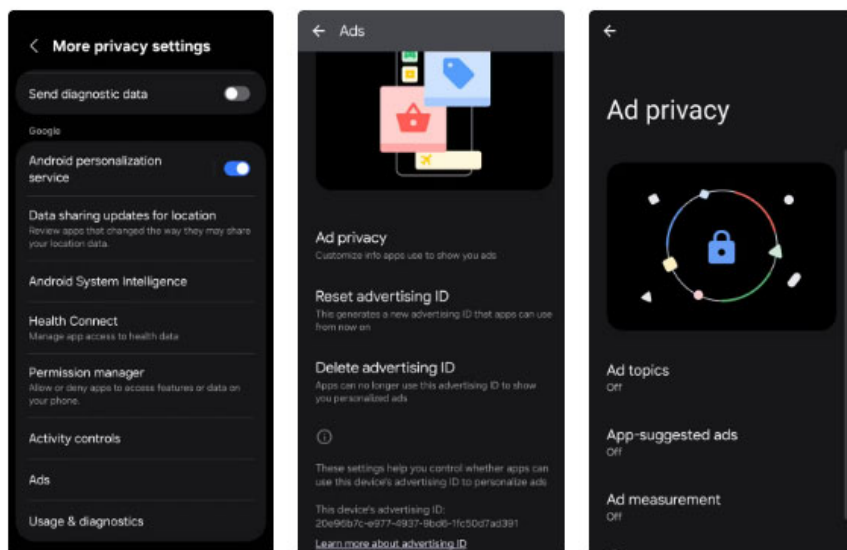 More privacy settings
Send diagnostic data
Google
Android personalization
service
Data sharing updates for location
Review apps that changed the way they may share
your location data.
Android System Intelligence
Health Connect
Manage app access to health data
Permission manager
Allow or deny apps to access features or data on
your phone.
Activity controls
Ads
Usage & diagnostics
Ads
Ad privacy
Customize info apps use to show you ads
Reset advertising ID
This generates a new advertising ID that apps can use
from now on
Delete advertising ID
Apps can no longer use this advertising ID to show
you personalized ads
These settings help you control whether apps can
use this device's advertising ID to personalize ads
This device's advertising ID:
20e96b7c-e977-4937-9bd6-1fc50d7ad391
Learn more about advertising ID
Ad privacy
Ad topics
Off
App-suggested ads
Off
Ad measurement
Off